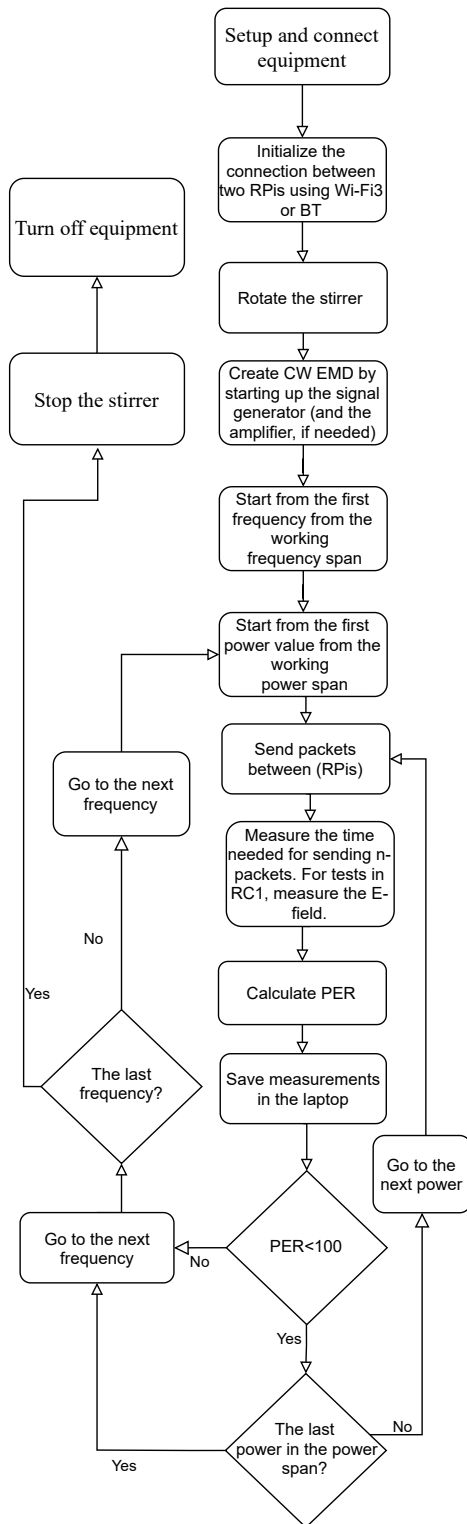 Setup and connect
equipment
Initialize the
connection between
two RPis using Wi-Fi3
or BT
Turn off equipment
Rotate the stirrer
Stop the stirrer
Create CW EMD by
starting up the signal
generator (and the
amplifier, if needed)
Start from the first
frequency from the
working
frequency span
Start from the first
power value from the
working
power span
Send packets
between (RPis)
Go to the next
frequency
Measure the time
needed for sending n-
packets. For tests in
RC1, measure the E-
field.
No
Yes
Calculate PER
The last
frequency?
Save measurements
in the laptop
Go to the
next power
Go to the next
frequency
No
PER<100
Yes
The last
power in the power
span?
No
Yes